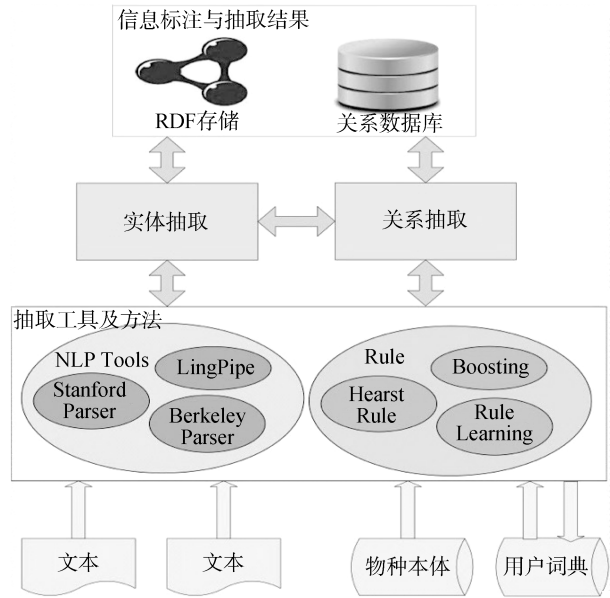 信息标注与抽取结果
RDF存储
关系数据库
实体抽取
关系抽取
抽取工具及方法
NLP Tools
LingPipe
Stanford
Parser
Berkeley
Parser
Rule
Boosting
Hearst
Rule
Rule
Learning
文本
文本
物种本体
用户词典